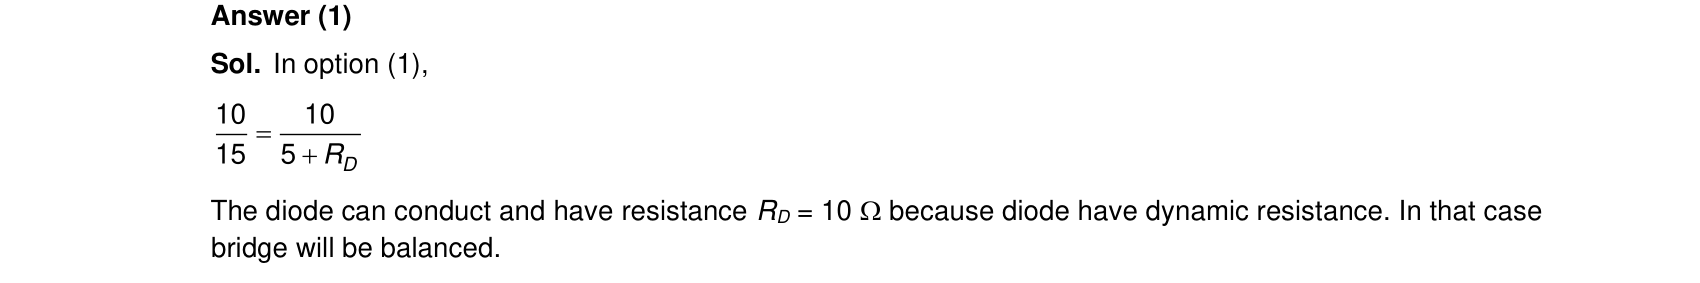 Answer (1)
Sol. In option (1),
10/15 = 10/(5 + R_D)
The diode can conduct and have resistance R_D = 10 Ω because diode have dynamic resistance. In that case
bridge will be balanced.